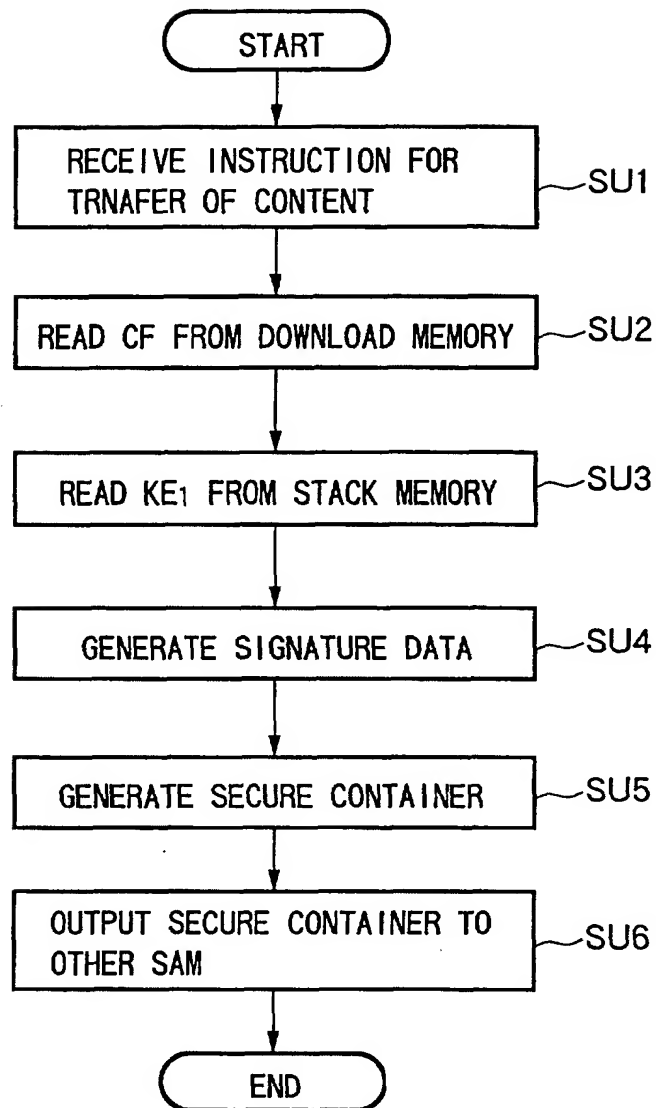 START
RECEIVE INSTRUCTION FOR
TRNAFER OF CONTENT
SU1
READ CF FROM DOWNLOAD MEMORY
SU2
READ KE₁ FROM STACK MEMORY
SU3
GENERATE SIGNATURE DATA
SU4
GENERATE SECURE CONTAINER
SU5
OUTPUT SECURE CONTAINER TO
OTHER SAM
SU6
END